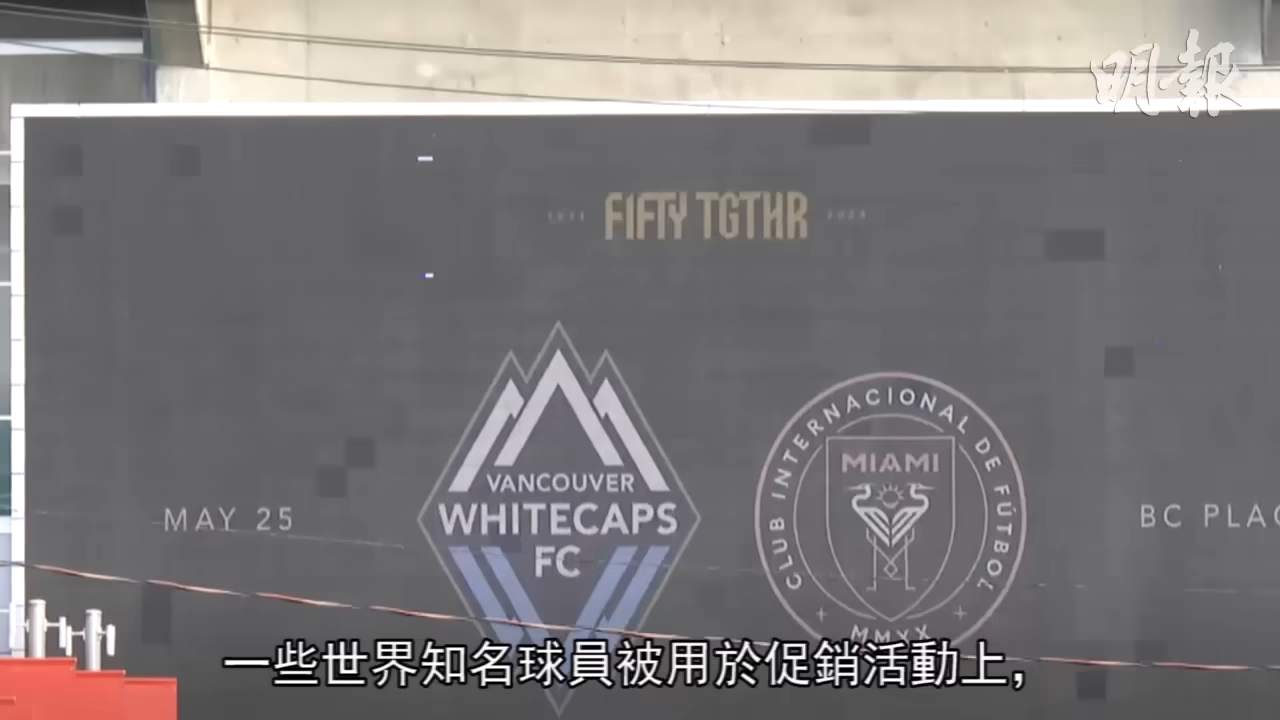 明報
FIFTY TGTHR
VANCOUVER
WHITECAPS
FC
CLUB INTERNACIONAL DE FÚTBOL
MIAMI
MMXX
MAY 25
BC PLAC
一些世界知名球員被用於促銷活動上,